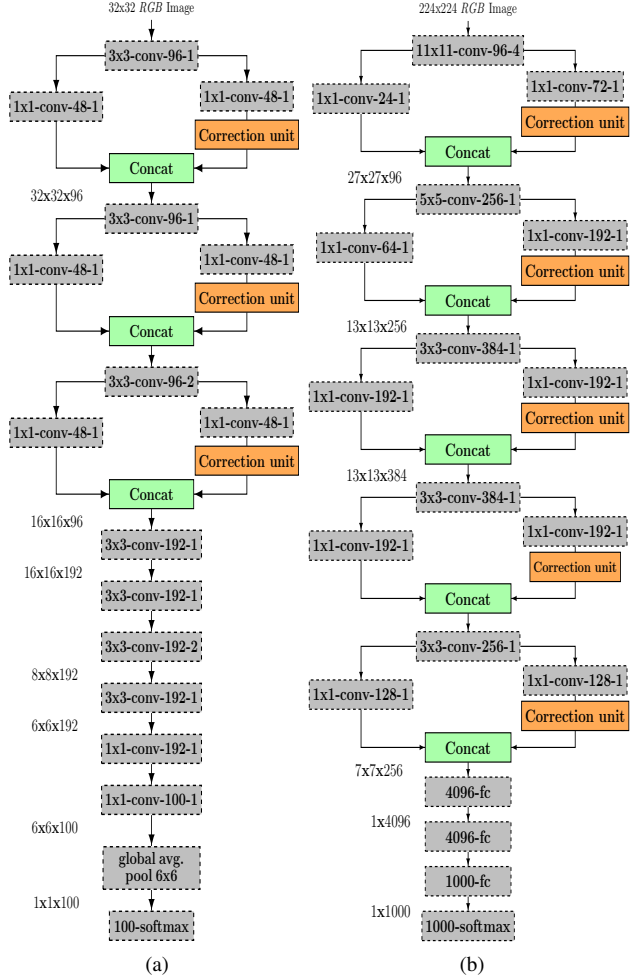 32x32 RGB Image
3x3-conv-96-1
1x1-conv-48-1
1x1-conv-48-1
Correction unit
Concat
32x32x96
3x3-conv-96-1
1x1-conv-48-1
1x1-conv-48-1
Correction unit
Concat
3x3-conv-96-2
1x1-conv-48-1
1x1-conv-48-1
Correction unit
Concat
16x16x96
3x3-conv-192-1
16x16x192
3x3-conv-192-1
3x3-conv-192-2
8x8x192
3x3-conv-192-1
6x6x192
1x1-conv-192-1
1x1-conv-100-1
6x6x100
global avg.
pool 6x6
1x1x100
100-softmax
(a)
224x224 RGB Image
11x11-conv-96-4
1x1-conv-24-1
1x1-conv-72-1
Correction unit
Concat
27x27x96
5x5-conv-256-1
1x1-conv-64-1
1x1-conv-192-1
Correction unit
Concat
13x13x256
3x3-conv-384-1
1x1-conv-192-1
1x1-conv-192-1
Correction unit
Concat
13x13x384
3x3-conv-384-1
1x1-conv-192-1
1x1-conv-192-1
Correction unit
Concat
3x3-conv-256-1
1x1-conv-128-1
1x1-conv-128-1
Correction unit
Concat
7x7x256
4096-fc
1x4096
4096-fc
1000-fc
1x1000
1000-softmax
(b)